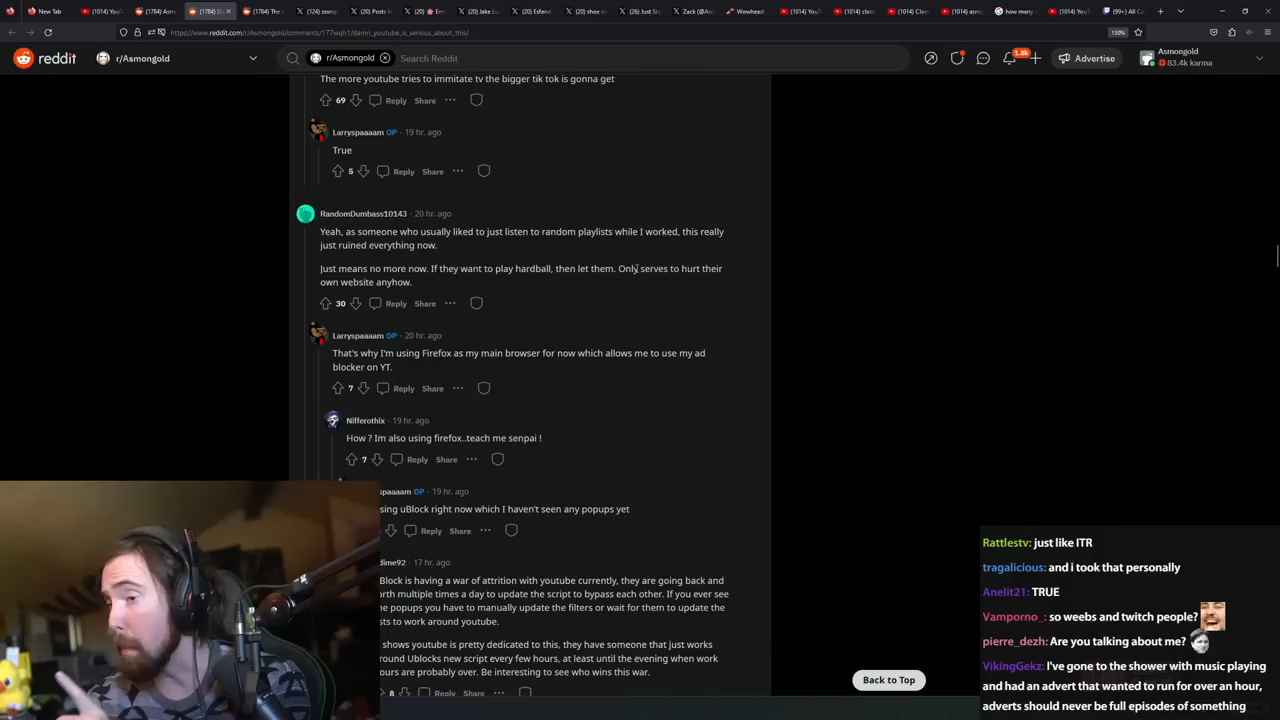 New Tab
(1014) YouT
(1784) Asm
(1784) D
(1784) The
(124) sssm
(20) Posts
(20)
Em
(20) Jake L
(20) Esfand
(20) shoe
(26) Just St
Zack (@As
Wowhead
(1014) YouT
(1014) clas
(1014) Clas
(1014) asm
how many
(1014) YouT
(99+) All C
https://www.reddit.com/r/Asmongold/comments/177wqh1/damn_youtube_is_serious_about_this/
150%
reddit
r/Asmongold
r/Asmongold
Search Reddit
1.8k
Advertise
Asmongold
83.4k karma
The more youtube tries to immitate tv the bigger tik tok is gonna get
69 Reply Share ···
Larryspaaaam OP · 19 hr. ago
True
5 Reply Share ···
RandomDumbass10143 · 20 hr. ago
Yeah, as someone who usually liked to just listen to random playlists while I worked, this really
just ruined everything now.
Just means no more now. If they want to play hardball, then let them. Only serves to hurt their
own website anyhow.
30 Reply Share ···
Larryspaaaam OP · 20 hr. ago
That's why I'm using Firefox as my main browser for now which allows me to use my ad
blocker on YT.
7 Reply Share ···
Nifferothix · 19 hr. ago
How ? Im also using firefox..teach me senpai !
7 Reply Share ···
spaaaam OP · 19 hr. ago
sing uBlock right now which I haven't seen any popups yet
Reply Share ···
dime92 · 17 hr. ago
Block is having a war of attrition with youtube currently, they are going back and
orth multiple times a day to update the script to bypass each other. If you ever see
e popups you have to manually update the filters or wait for them to update the
sts to work around youtube.
shows youtube is pretty dedicated to this, they have someone that just works
round Ublocks new script every few hours, at least until the evening when work
ours are probably over. Be interesting to see who wins this war.
8 Reply Share ···
Back to Top
Rattlestv: just like ITR
tragalicious: and i took that personally
Anelit21: TRUE
Vamporno_: so weebs and twitch people?
pierre_dezh: Are you talking about me?
VikingGekz: I've gone to the shower with music playing
and had an advert that started to run for over an hour,
adverts should never be full episodes of something